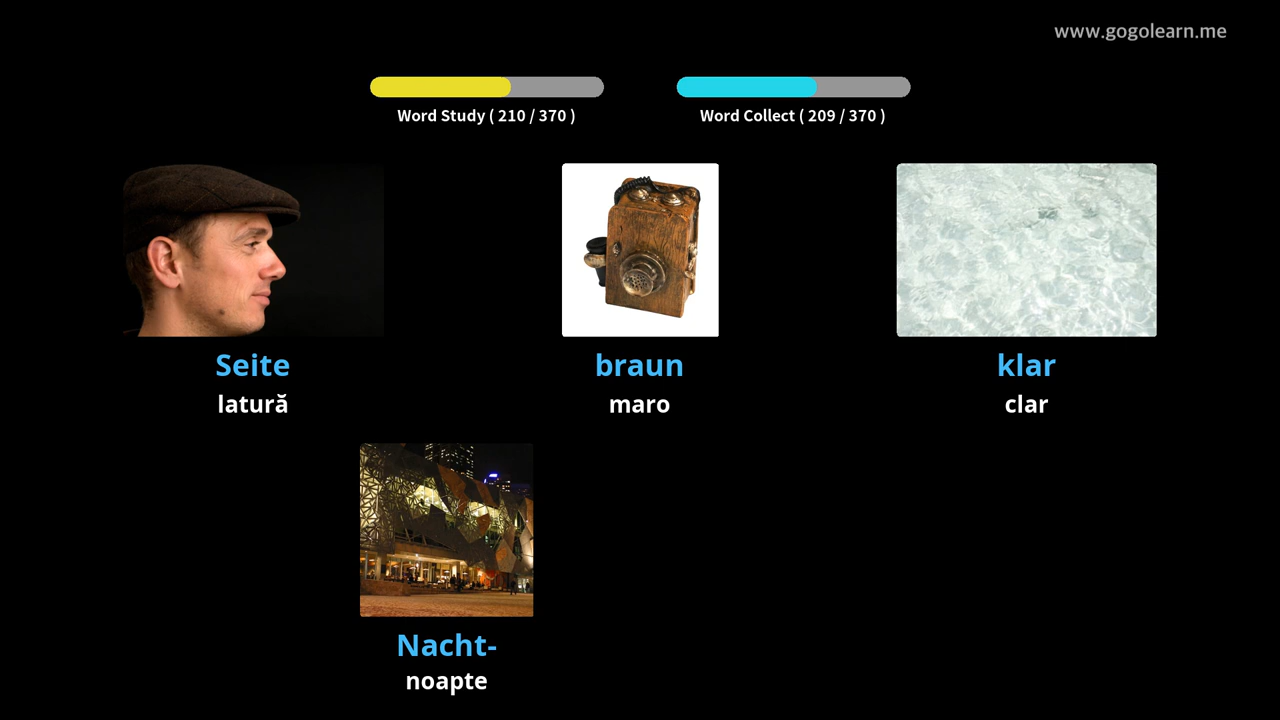 www.gogolearn.me
Word Study ( 210 / 370 )
Word Collect ( 209 / 370 )
Seite
braun
klar
latură
maro
clar
Nacht-
noapte